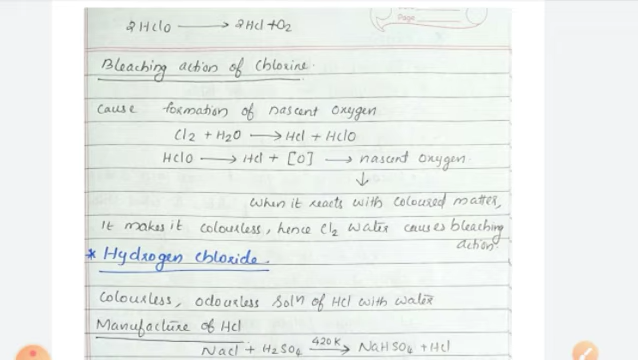 Page
2HClO ⟶ 2HCl + O2
Bleaching action of Chlorine.
Cause formation of nascent oxygen
Cl2 + H2O ⟶ HCl + HClO
HClO ⟶ HCl + [O] ⟶ nascent oxygen
↓
When it reacts with coloured matter,
It makes it colourless, hence Cl2 water causes bleaching
action
* Hydrogen chloride.
Colourless, odourless soln of HCl with water
Manufacture of HCl
NaCl + H2SO4 420K⟶ NaHSO4 + HCl